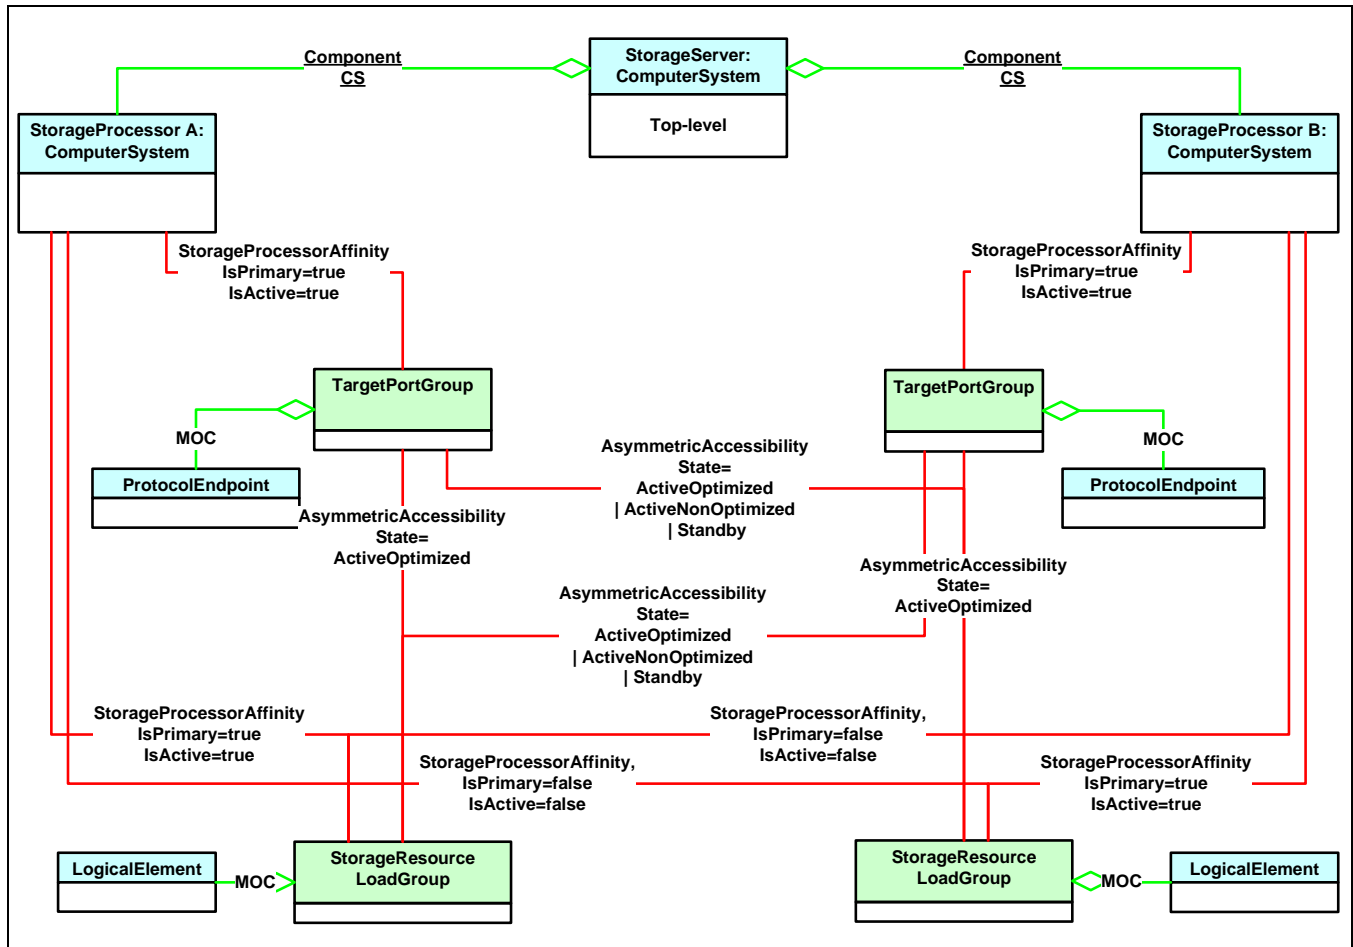 Component
CS
StorageServer:
ComputerSystem
Top-level
Component
CS
StorageProcessor A:
ComputerSystem
StorageProcessor B:
ComputerSystem
StorageProcessorAffinity
IsPrimary=true
IsActive=true
StorageProcessorAffinity
IsPrimary=true
IsActive=true
TargetPortGroup
TargetPortGroup
MOC
MOC
ProtocolEndpoint
ProtocolEndpoint
AsymmetricAccessibility
State=
ActiveOptimized
| ActiveNonOptimized
| Standby
AsymmetricAccessibility
State=
ActiveOptimized
AsymmetricAccessibility
State=
ActiveOptimized
AsymmetricAccessibility
State=
ActiveOptimized
| ActiveNonOptimized
| Standby
StorageProcessorAffinity
IsPrimary=true
IsActive=true
StorageProcessorAffinity,
IsPrimary=false
IsActive=false
StorageProcessorAffinity,
IsPrimary=false
IsActive=false
StorageProcessorAffinity
IsPrimary=true
IsActive=true
LogicalElement
MOC
StorageResource
LoadGroup
StorageResource
LoadGroup
MOC
LogicalElement